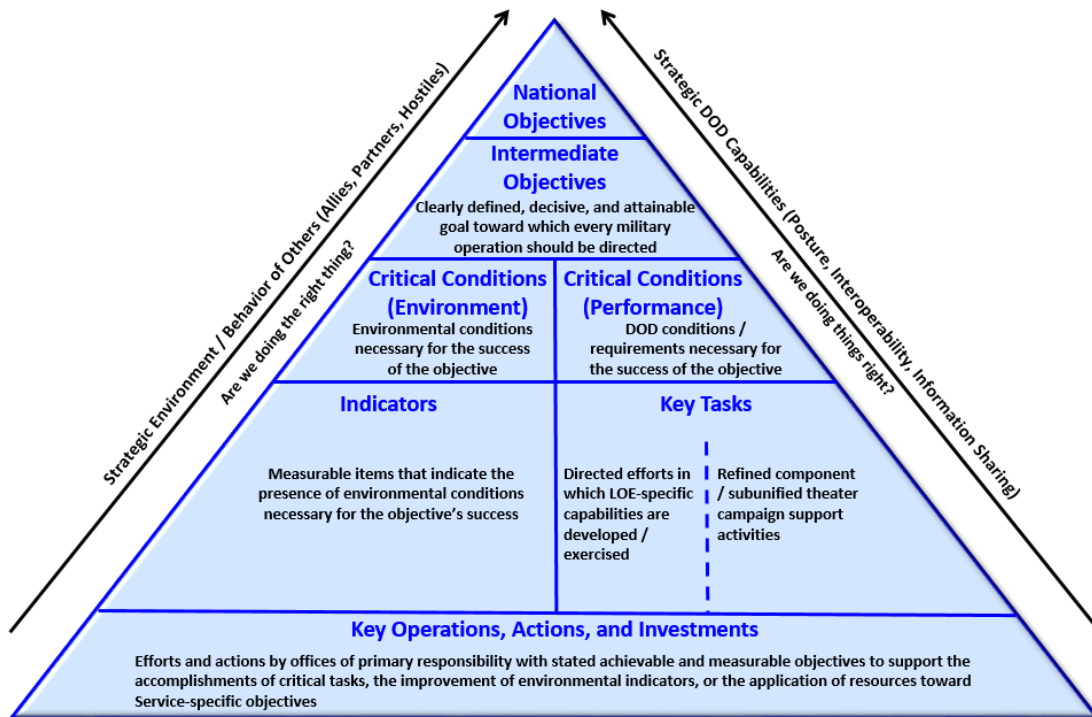 National
Objectives
Intermediate
Objectives
Clearly defined, decisive, and attainable
goal toward which every military
operation should be directed
Critical Conditions
(Environment)
Environmental conditions
necessary for the success
of the objective
Critical Conditions
(Performance)
DOD conditions /
requirements necessary for
the success of the objective
Indicators
Measurable items that indicate the
presence of environmental conditions
necessary for the objective’s success
Key Tasks
Directed efforts in
which LOE-specific
capabilities are
developed /
exercised
Refined component
/ subunified theater
campaign support
activities
Key Operations, Actions, and Investments
Efforts and actions by offices of primary responsibility with stated achievable and measurable objectives to support the
accomplishments of critical tasks, the improvement of environmental indicators, or the application of resources toward
Service-specific objectives
Strategic Environment / Behavior of Others (Allies, Partners, Hostiles)
Are we doing the right thing?
Strategic DOD Capabilities (Posture, Interoperability, Information Sharing)
Are we doing things right?